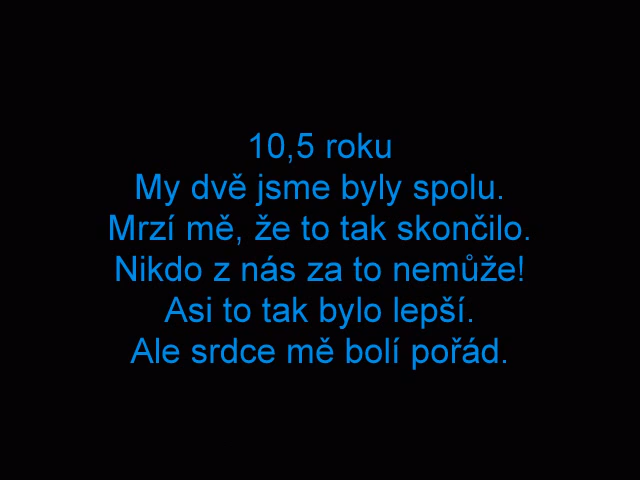 10,5 roku
My dvě jsme byly spolu.
Mrzí mě, že to tak skončilo.
Nikdo z nás za to nemůže!
Asi to tak bylo lepší.
Ale srdce mě bolí pořád.